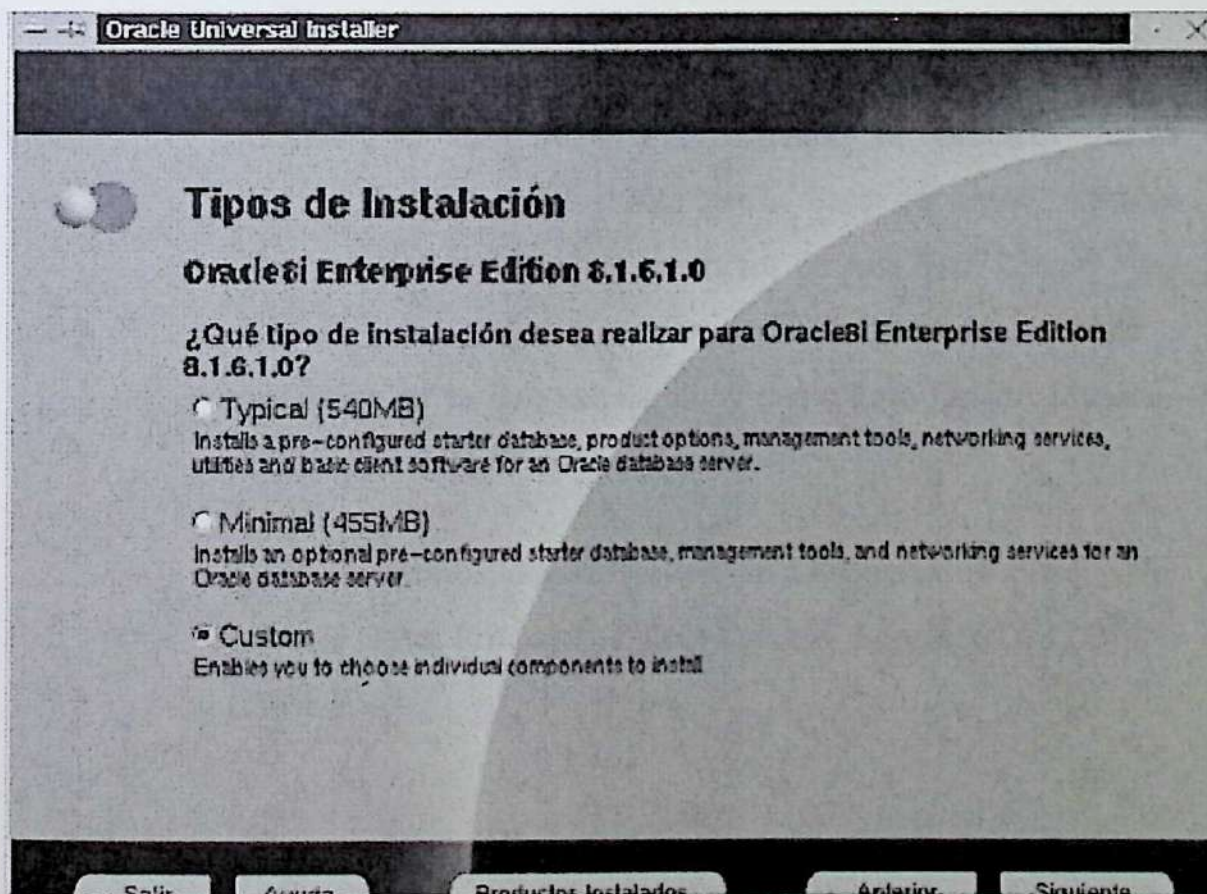 Oracle Universal Installer
Tipos de Instalación
Oracle8i Enterprise Edition 8.1.6.1.0
¿Qué tipo de instalación desea realizar para Oracle8i Enterprise Edition
8.1.6.1.0?
Typical (540MB)
Installs a pre-configured starter database, product options, management tools, networking services,
utilities and basic client software for an Oracle database server.
Minimal (455MB)
Installs an optional pre-configured starter database, management tools, and networking services for an
Oracle database server.
Custom
Enables you to choose individual components to install
Salir Ayuda Productos Instalados... Anterior Siguiente